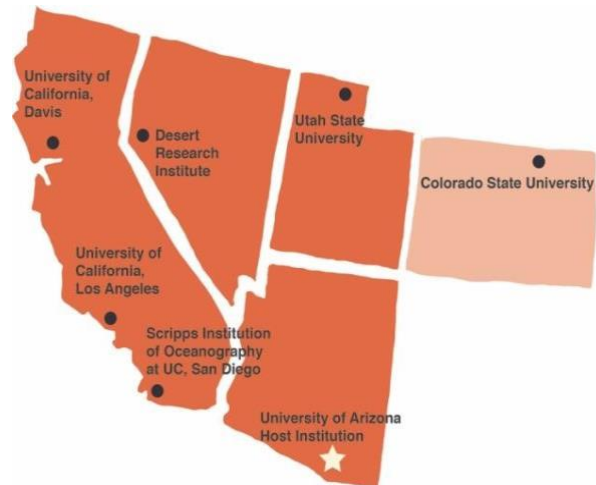 University of
California,
Davis
Desert
Research
Institute
Utah State
University
Colorado State University
University of
California,
Los Angeles
Scripps Institution
of Oceanography
at UC, San Diego
University of Arizona
Host Institution